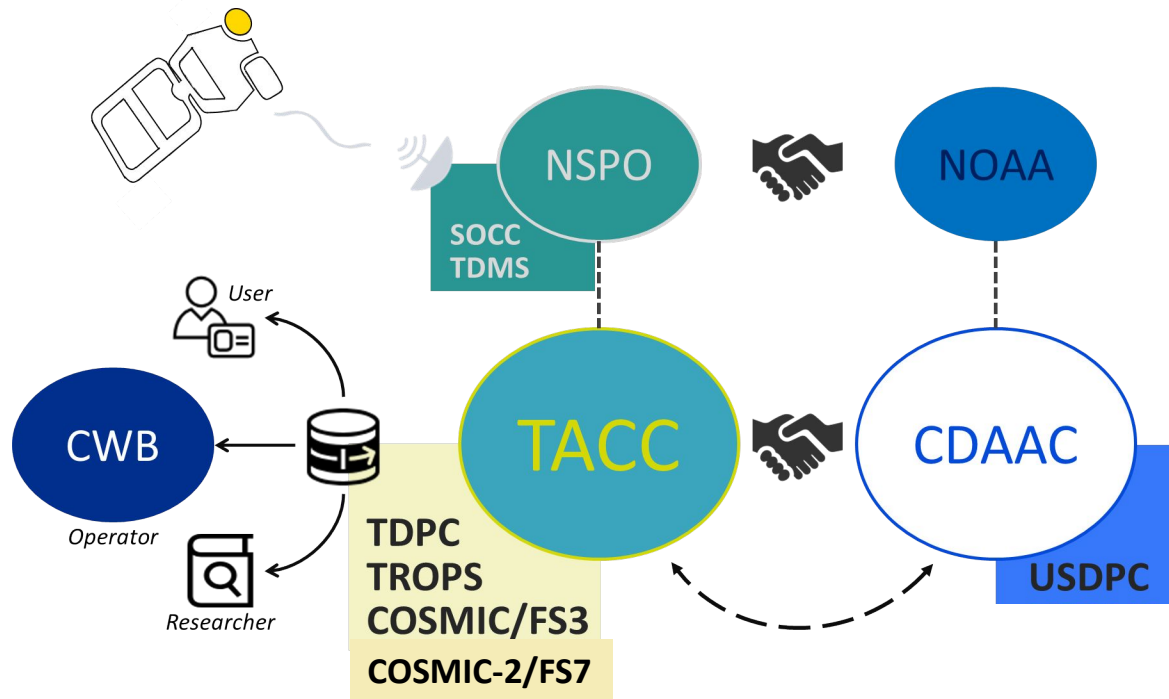 NSPO
NOAA
SOCC
TDMS
User
CWB
TACC
CDAAC
Operator
TDPC
TROPS
COSMIC/FS3
USDPC
Researcher
COSMIC-2/FS7